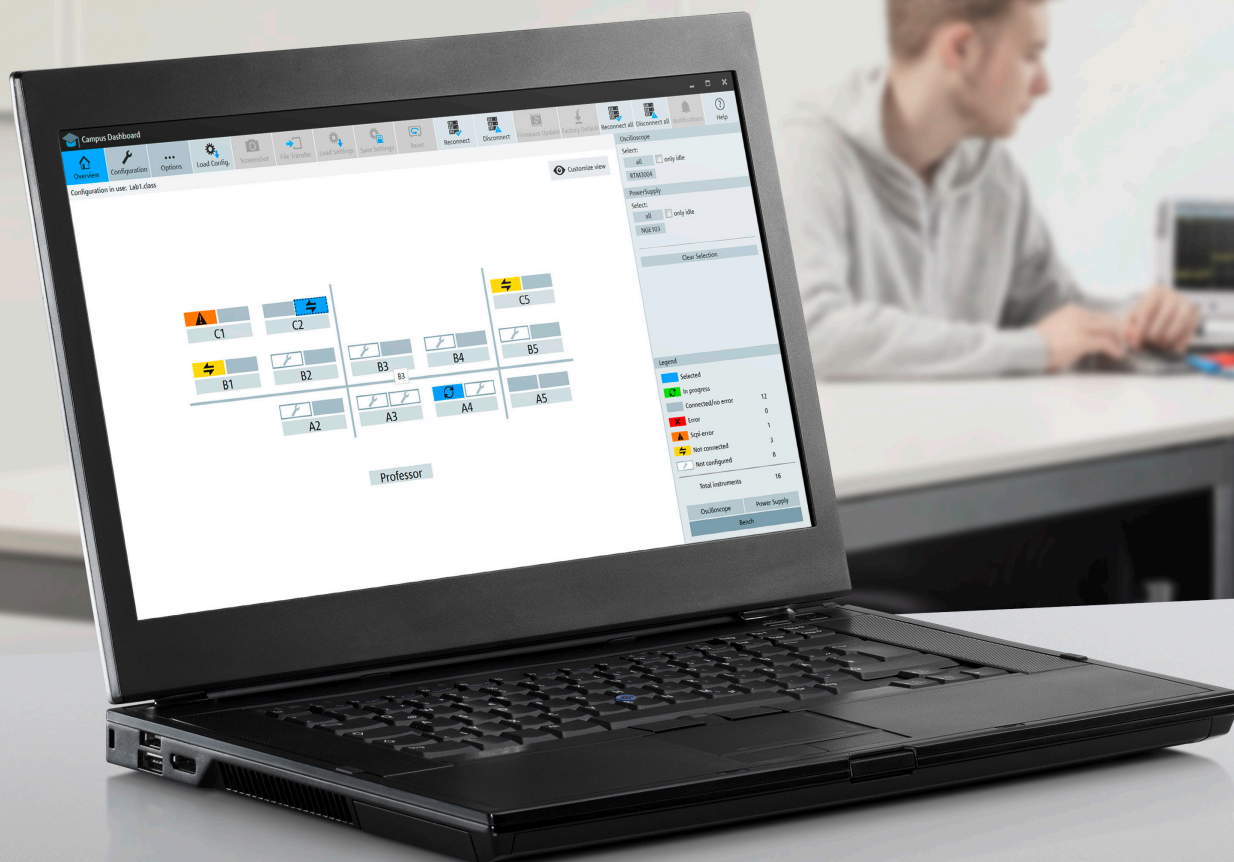 Campus Dashboard
Overview
Configuration
Options
Load Config.
Screenshot
File Transfer
Load Settings
Save Settings
Reset
Reconnect
Disconnect
Firmware Update
Factory Default
Reconnect all
Disconnect all
Notifications
Help
Configuration in use: Lab1.class
Customize view
C1
C2
C5
B1
B2
B3
B4
B5
B3
A2
A3
A4
A5
Professor
Oscilloscope
Select:
all only idle
RTM3004
PowerSupply
Select:
all only idle
NGE103
Clear Selection
Legend
Selected
In progress
Connected/no error 12
Error 0
Scpi-error 1
Not connected 3
Not configured 8
Total instruments 16
Oscilloscope Power Supply
Bench